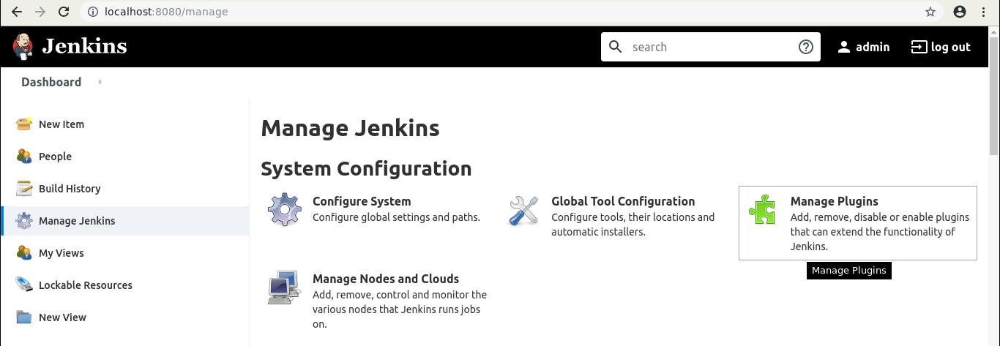 localhost:8080/manage
Jenkins
search
admin
log out
Dashboard
New Item
People
Build History
Manage Jenkins
My Views
Lockable Resources
New View
Manage Jenkins
System Configuration
Configure System
Configure global settings and paths.
Global Tool Configuration
Configure tools, their locations and
automatic installers.
Manage Plugins
Add, remove, disable or enable plugins
that can extend the functionality of
Jenkins.
Manage Plugins
Manage Nodes and Clouds
Add, remove, control and monitor the
various nodes that Jenkins runs jobs
on.